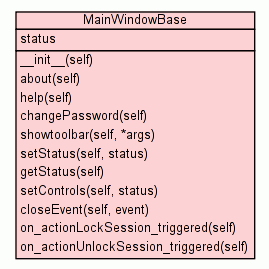 MainWindowBase
status
__init__(self)
about(self)
help(self)
changePassword(self)
showtoolbar(self, *args)
setStatus(self, status)
getStatus(self)
setControls(self, status)
closeEvent(self, event)
on_actionLockSession_triggered(self)
on_actionUnlockSession_triggered(self)